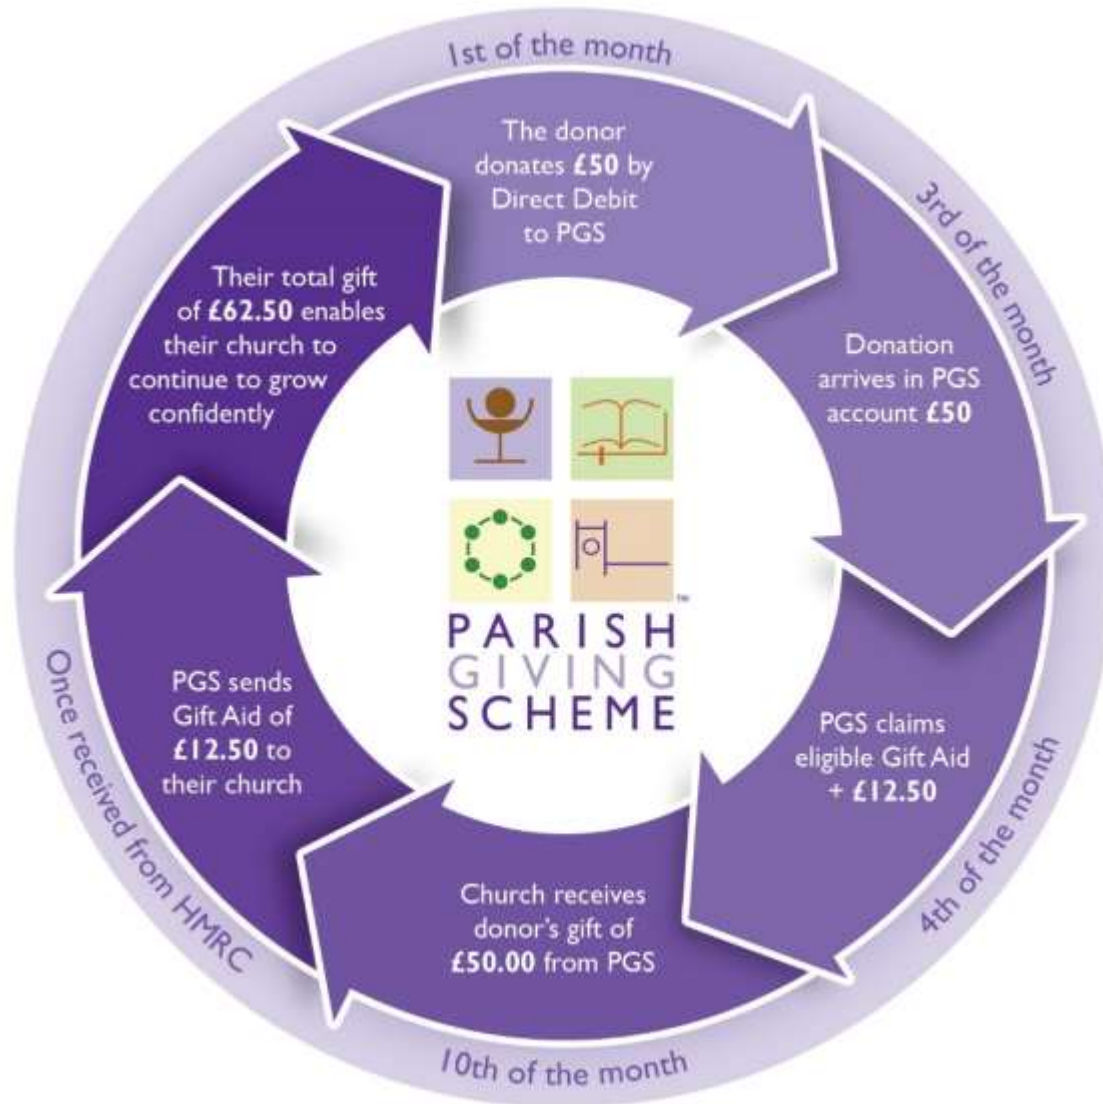 1st of the month
The donor
donates £50 by
Direct Debit
to PGS
3rd of the month
Donation
arrives in PGS
account £50
4th of the month
PGS claims
eligible Gift Aid
+ £12.50
10th of the month
Church receives
donor's gift of
£50.00 from PGS
Once received from HMRC
PGS sends
Gift Aid of
£12.50 to
their church
Their total gift
of £62.50 enables
their church to
continue to grow
confidently
PARISH
GIVING
SCHEME
™